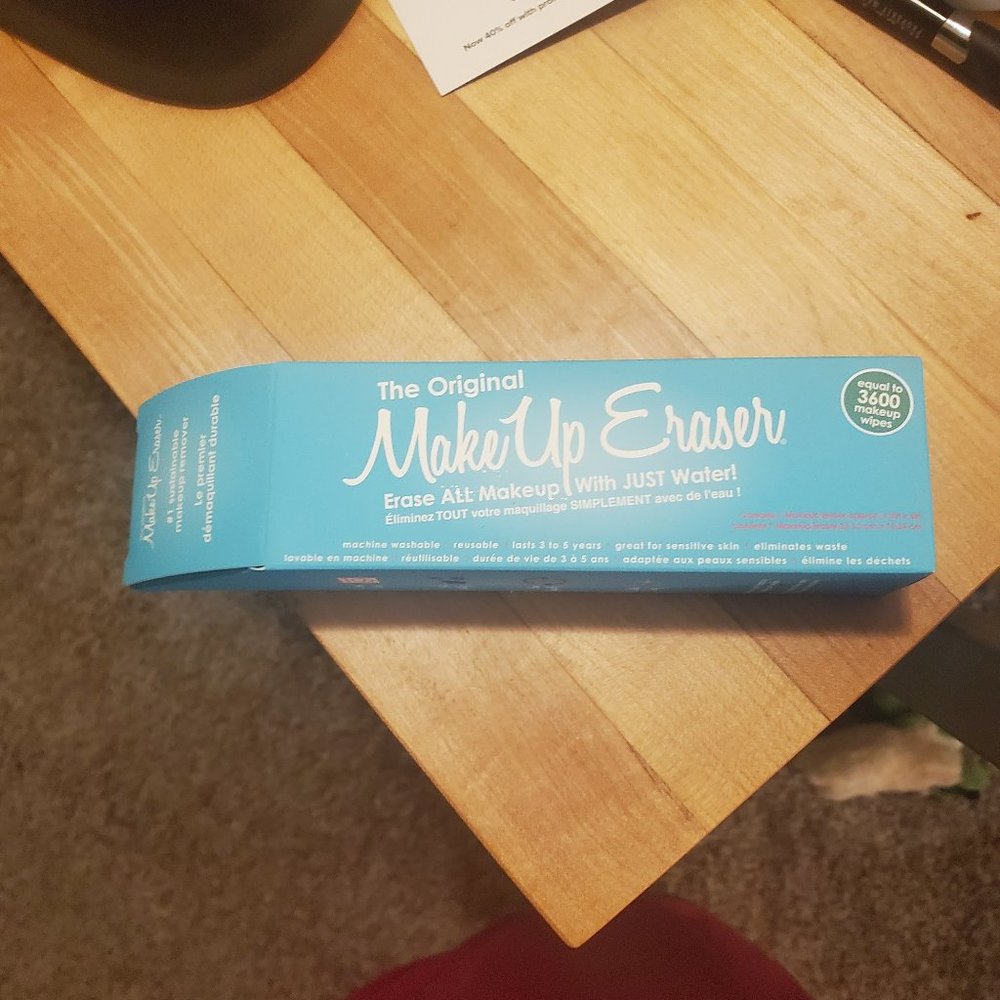 Now 40% off with
The Original
MakeUp Eraser®
Erase ALL Makeup With JUST Water!
Éliminez TOUT votre maquillage SIMPLEMENT avec de l'eau !
equal to
3600
makeup
wipes
machine washable reusable lasts 3 to 5 years great for sensitive skin eliminates waste
lavable en machine réutilisable durée de vie de 3 à 5 ans adaptée aux peaux sensibles élimine les déchets
MakeUp Eraser
#1 sustainable
makeup remover
Le premier
démaquillant durable